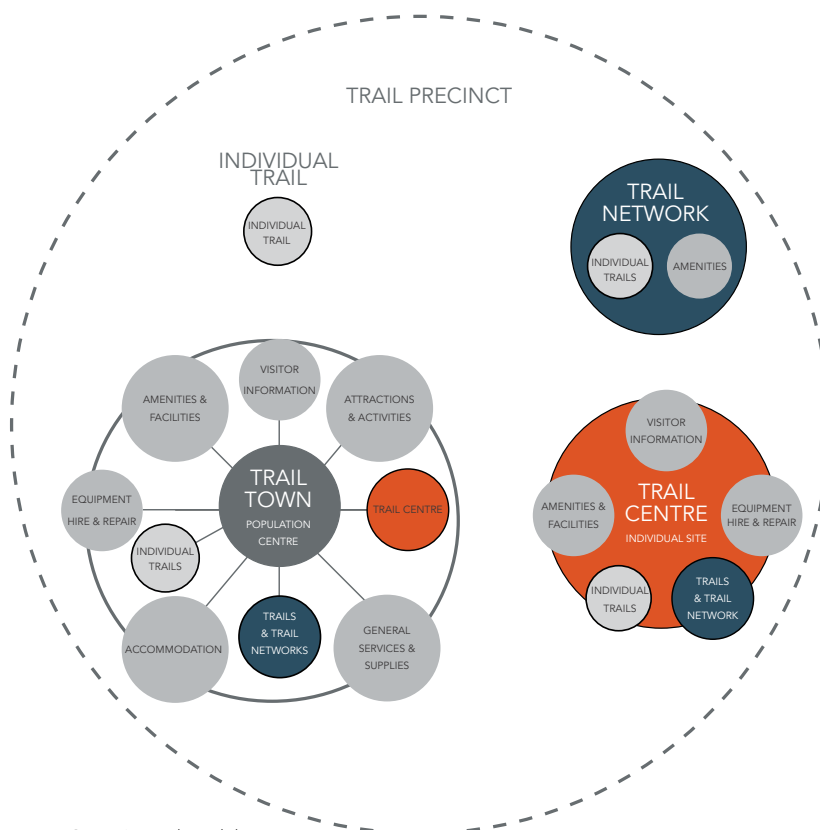 TRAIL PRECINCT
INDIVIDUAL
TRAIL
INDIVIDUAL
TRAIL
TRAIL
NETWORK
INDIVIDUAL
TRAILS
AMENITIES
VISITOR
INFORMATION
AMENITIES &
FACILITIES
ATTRACTIONS
& ACTIVITIES
EQUIPMENT
HIRE & REPAIR
TRAIL
TOWN
POPULATION
CENTRE
TRAIL CENTRE
INDIVIDUAL
TRAILS
ACCOMMODATION
TRAILS
& TRAIL
NETWORKS
GENERAL
SERVICES &
SUPPLIES
VISITOR
INFORMATION
AMENITIES &
FACILITIES
TRAIL
CENTRE
INDIVIDUAL SITE
EQUIPMENT
HIRE & REPAIR
INDIVIDUAL
TRAILS
TRAILS
& TRAIL
NETWORK